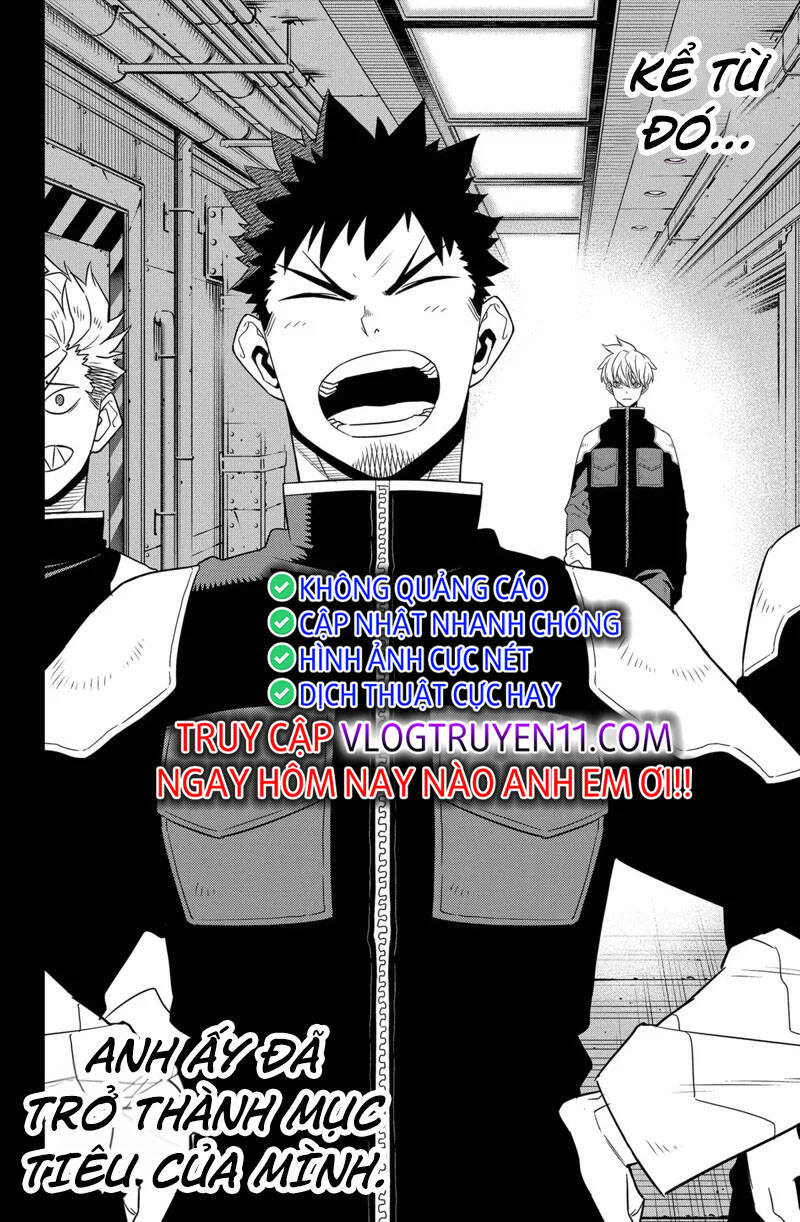 KỂ TỪ
ĐÓ...
KHÔNG QUẢNG CÁO
CẬP NHẬT NHANH CHÓNG
HÌNH ẢNH CỰC NÉT
DỊCH THUẬT CỰC HAY
TRUY CẬP VLOGTRUYEN11.COM
NGAY HÔM NAY NÀO ANH EM ƠI!!
ANH ẤY ĐÃ
TRỞ THÀNH MỤC
TIÊU CỦA MÌNH.